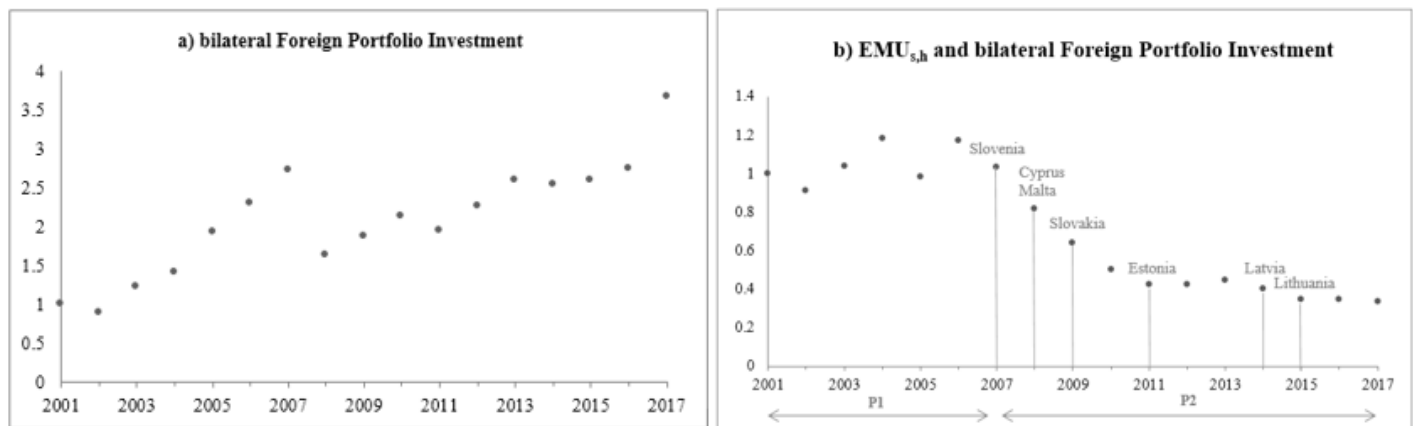 a) bilateral Foreign Portfolio Investment
4
3.5
3
2.5
2
1.5
1
0.5
0
2001 2003 2005 2007 2009 2011 2013 2015 2017
b) EMUs,h and bilateral Foreign Portfolio Investment
1.4
1.2
1
0.8
0.6
0.4
0.2
0
Slovenia
Cyprus
Malta
Slovakia
Estonia
Latvia
Lithuania
2001 2003 2005 2007 2009 2011 2013 2015 2017
P1 P2